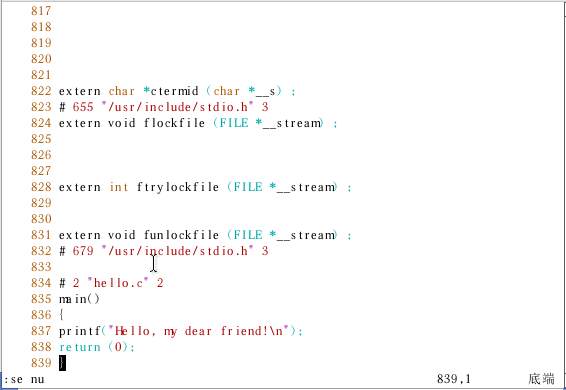 817
818
819
820
821
822 extern char *ctermid (char *__s) ;
823 # 655 "/usr/include/stdio.h" 3
824 extern void flockfile (FILE *__stream) ;
825
826
827
828 extern int ftrylockfile (FILE *__stream) ;
829
830
831 extern void funlockfile (FILE *__stream) ;
832 # 679 "/usr/include/stdio.h" 3
833
834 # 2 "hello.c" 2
835 main()
836 {
837 printf("Hello, my dear friend!\n");
838 return (0);
839 }
:se nu 839,1 底端